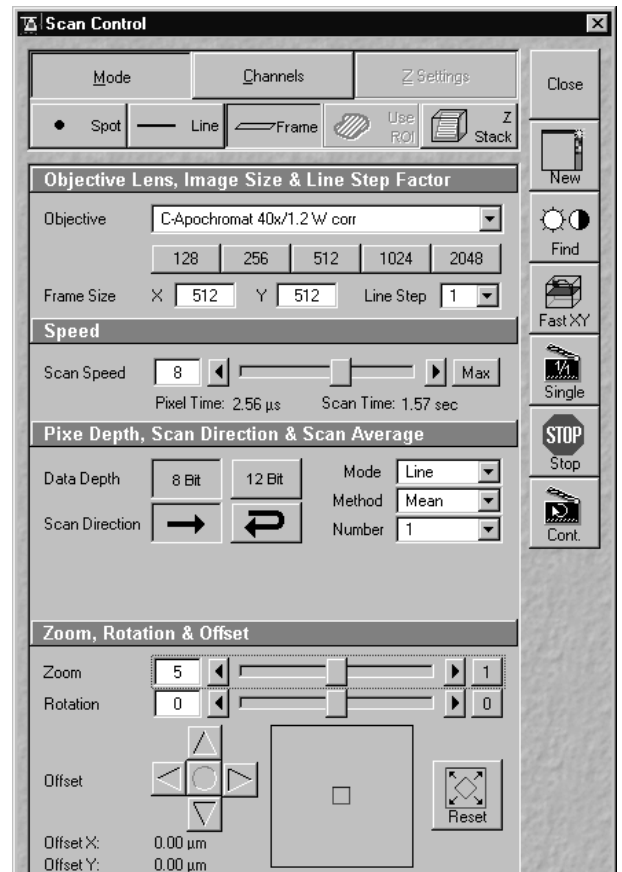 Scan Control
Mode Channels Z Settings Close
Spot Line Frame Use ROI Z Stack
New
Objective Lens, Image Size & Line Step Factor
Objective C-Apochromat 40x/1.2 W corr
Find
128 256 512 1024 2048
Frame Size X 512 Y 512 Line Step 1
Fast XY
Speed
Scan Speed 8 Max
1/1
Single
Pixel Time: 2.56 µs Scan Time: 1.57 sec
Pixe Depth, Scan Direction & Scan Average
STOP
Stop
Data Depth 8 Bit 12 Bit Mode Line
Method Mean
Scan Direction Number 1
Cont.
Zoom, Rotation & Offset
Zoom 5 1
Rotation 0 0
Offset
Reset
Offset X: 0.00 µm
Offset Y: 0.00 µm